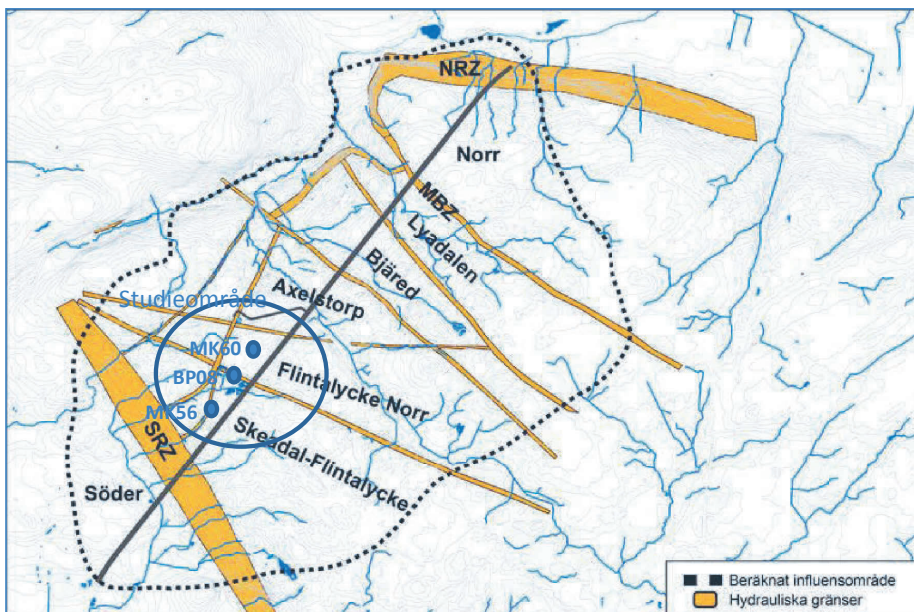 NRZ
Norr
MBZ
Lyadalen
Bjäred
Axelstorp
Studieområde
MK60
BP08
Flintalycke Norr
MK56
SRZ
Skeadal-Flintalycke
Söder
Beräknat influensområde
Hydrauliska gränser